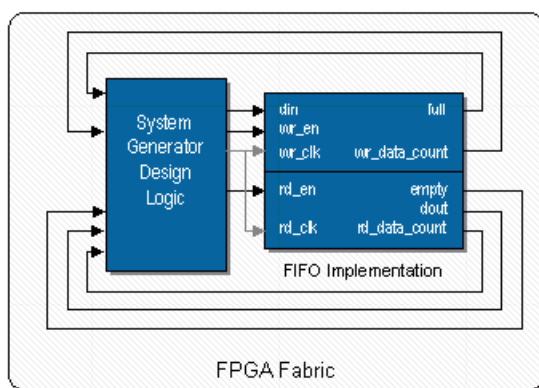 System
Generator
Design
Logic
din full
wr_en
wr_clk wr_data_count
rd_en empty
dout
rd_clk rd_data_count
FIFO Implementation
FPGA Fabric